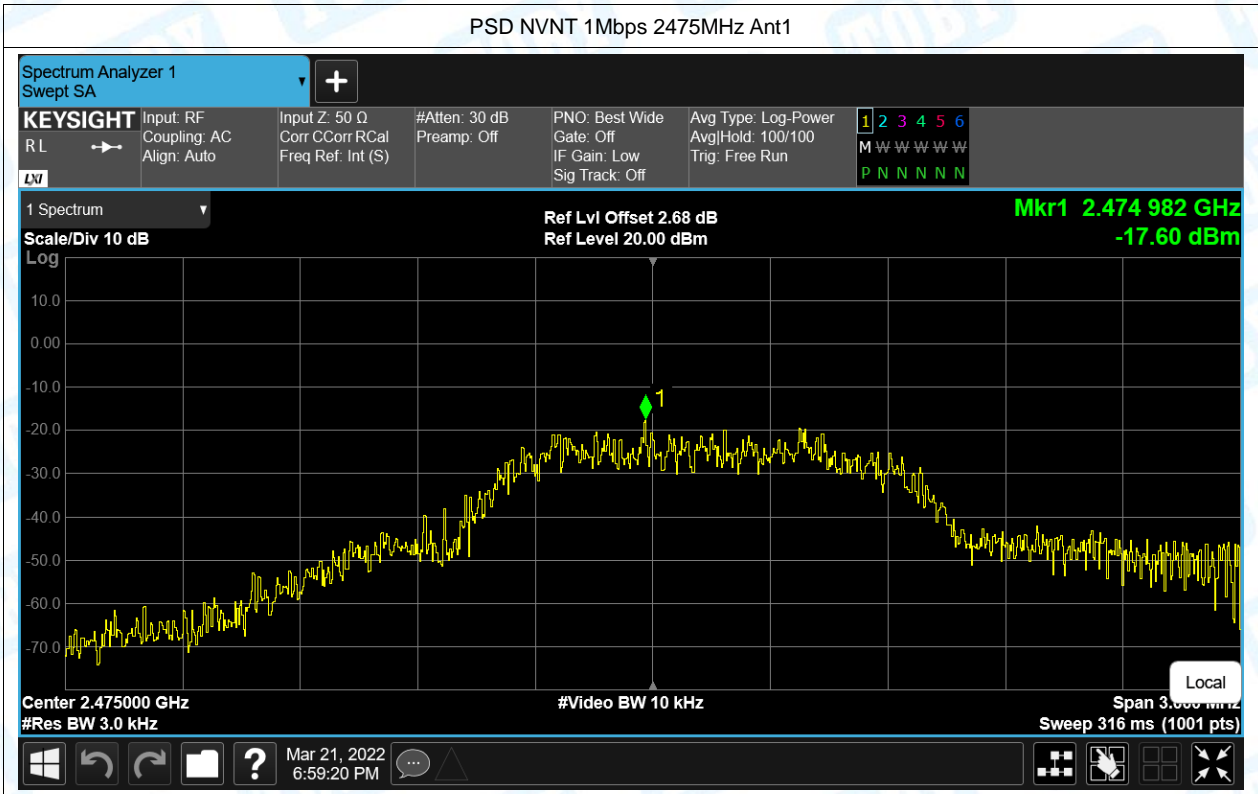 PSD NVNT 1Mbps 2475MHz Ant1
Spectrum Analyzer 1
Swept SA
KEYSIGHT
R L
LXI
Input: RF
Coupling: AC
Align: Auto
Input Z: 50 Ω
Corr CCorr RCal
Freq Ref: Int (S)
#Atten: 30 dB
Preamp: Off
PNO: Best Wide
Gate: Off
IF Gain: Low
Sig Track: Off
Avg Type: Log-Power
Avg|Hold: 100/100
Trig: Free Run
1 2 3 4 5 6
M W W W W W
P N N N N N
1 Spectrum
Scale/Div 10 dB
Log
Ref Lvl Offset 2.68 dB
Ref Level 20.00 dBm
Mkr1 2.474 982 GHz
-17.60 dBm
10.0
0.00
-10.0
-20.0
-30.0
-40.0
-50.0
-60.0
-70.0
1
Local
Center 2.475000 GHz
#Res BW 3.0 kHz
#Video BW 10 kHz
Span 3.000 MHz
Sweep 316 ms (1001 pts)
?
Mar 21, 2022
6:59:20 PM